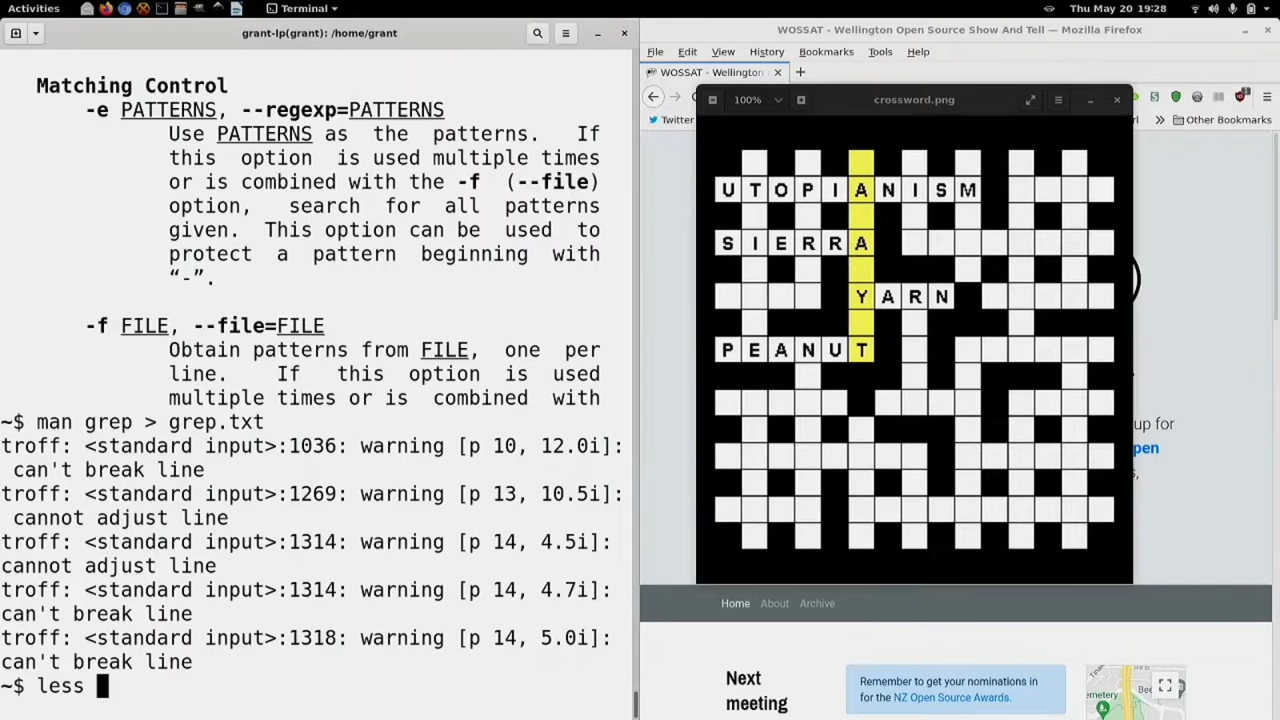 Activities
Terminal
Thu May 20 19:28
grant-lp(grant): /home/grant
Matching Control
-e PATTERNS, --regexp=PATTERNS
Use PATTERNS as the patterns. If
this option is used multiple times
or is combined with the -f (--file)
option, search for all patterns
given. This option can be used to
protect a pattern beginning with
“-”.
-f FILE, --file=FILE
Obtain patterns from FILE, one per
line. If this option is used
multiple times or is combined with
~$ man grep > grep.txt
troff: <standard input>:1036: warning [p 10, 12.0i]:
can't break line
troff: <standard input>:1269: warning [p 13, 10.5i]:
cannot adjust line
troff: <standard input>:1314: warning [p 14, 4.5i]:
cannot adjust line
troff: <standard input>:1314: warning [p 14, 4.7i]:
can't break line
troff: <standard input>:1318: warning [p 14, 5.0i]:
can't break line
~$ less
WOSSAT - Wellington Open Source Show And Tell — Mozilla Firefox
File Edit View History Bookmarks Tools Help
WOSSAT - Wellington
Twitter
Other Bookmarks
100%
crossword.png
UTOPIANISM
SIERRA
YARN
PEANUT
up for
pen
Home About Archive
Next
meeting
Remember to get your nominations in
for the NZ Open Source Awards.
emetery